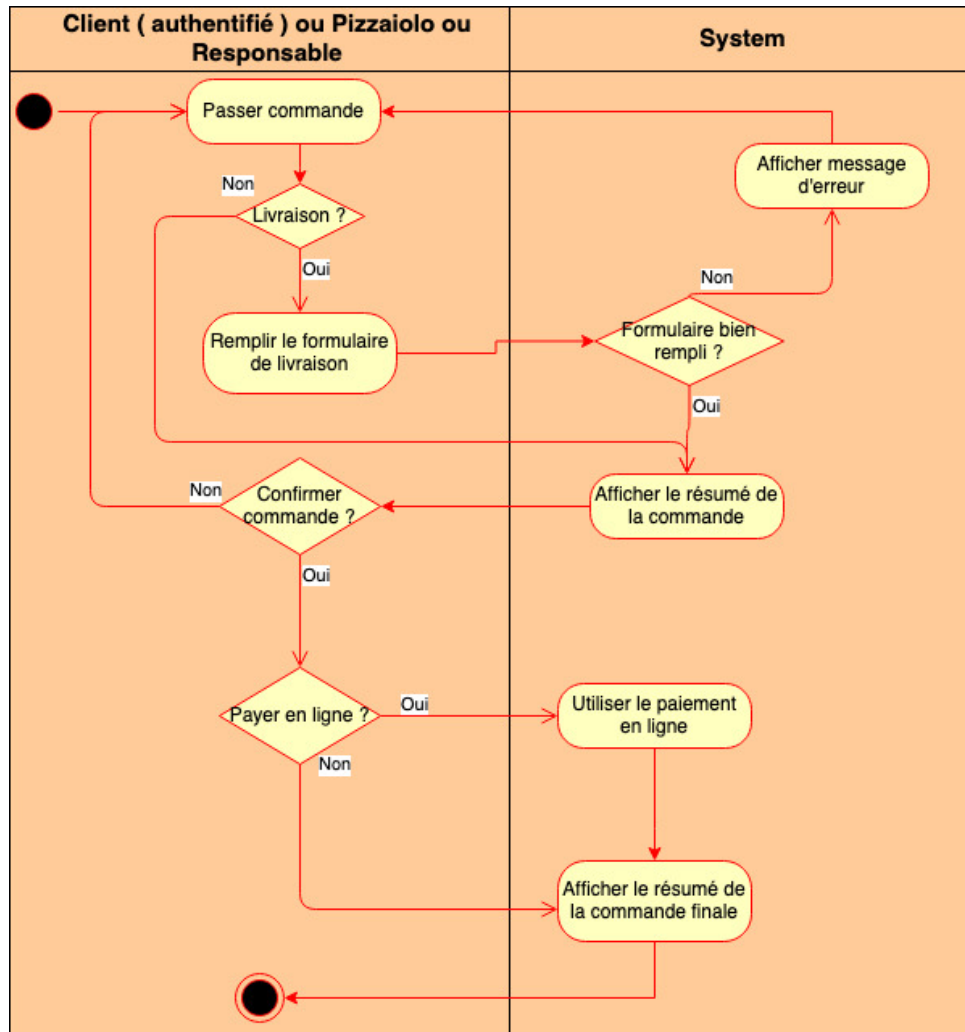 Client ( authentifié ) ou Pizzaiolo ou
Responsable
System
Passer commande
Afficher message
d'erreur
Non
Livraison ?
Oui
Non
Remplir le formulaire
de livraison
Formulaire bien
rempli ?
Oui
Non
Confirmer
commande ?
Afficher le résumé de
la commande
Oui
Payer en ligne ?
Oui
Utiliser le paiement
en ligne
Non
Afficher le résumé de
la commande finale